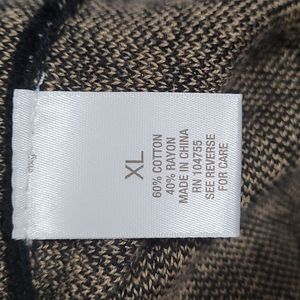 XL
60% COTTON
40% RAYON
MADE IN CHINA
RN 104755
SEE REVERSE
FOR CARE